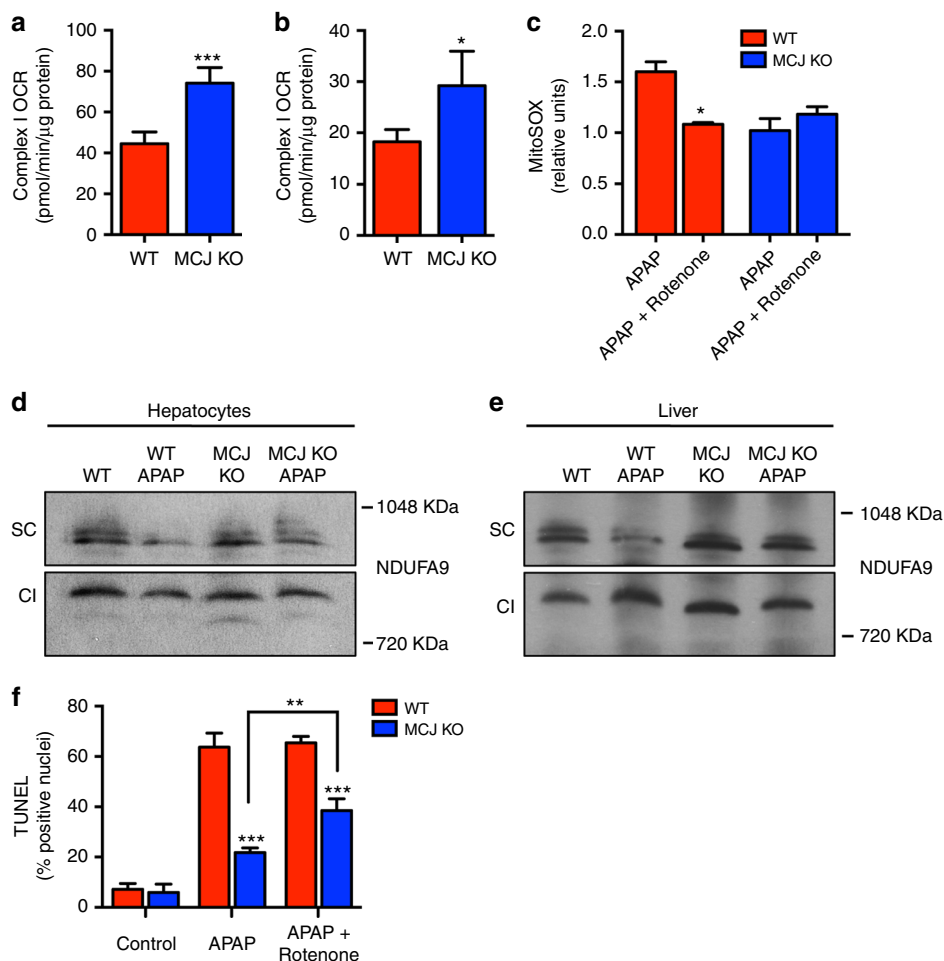 a
Complex I OCR
(pmol/min/µg protein)
100
80
60
40
20
0
***
WT
MCJ KO
b
Complex I OCR
(pmol/min/µg protein)
40
30
20
10
0
*
WT
MCJ KO
c
WT
MCJ KO
MitoSOX
(relative units)
2.0
1.5
1.0
0.5
0.0
*
APAP
APAP + Rotenone
APAP
APAP + Rotenone
d
Hepatocytes
WT
WT
APAP
MCJ
KO
MCJ KO
APAP
SC
CI
1048 KDa
NDUFA9
720 KDa
e
Liver
WT
WT
APAP
MCJ
KO
MCJ KO
APAP
SC
CI
1048 KDa
NDUFA9
720 KDa
f
WT
MCJ KO
TUNEL
(% positive nuclei)
80
60
40
20
0
**
***
***
Control
APAP
APAP +
Rotenone